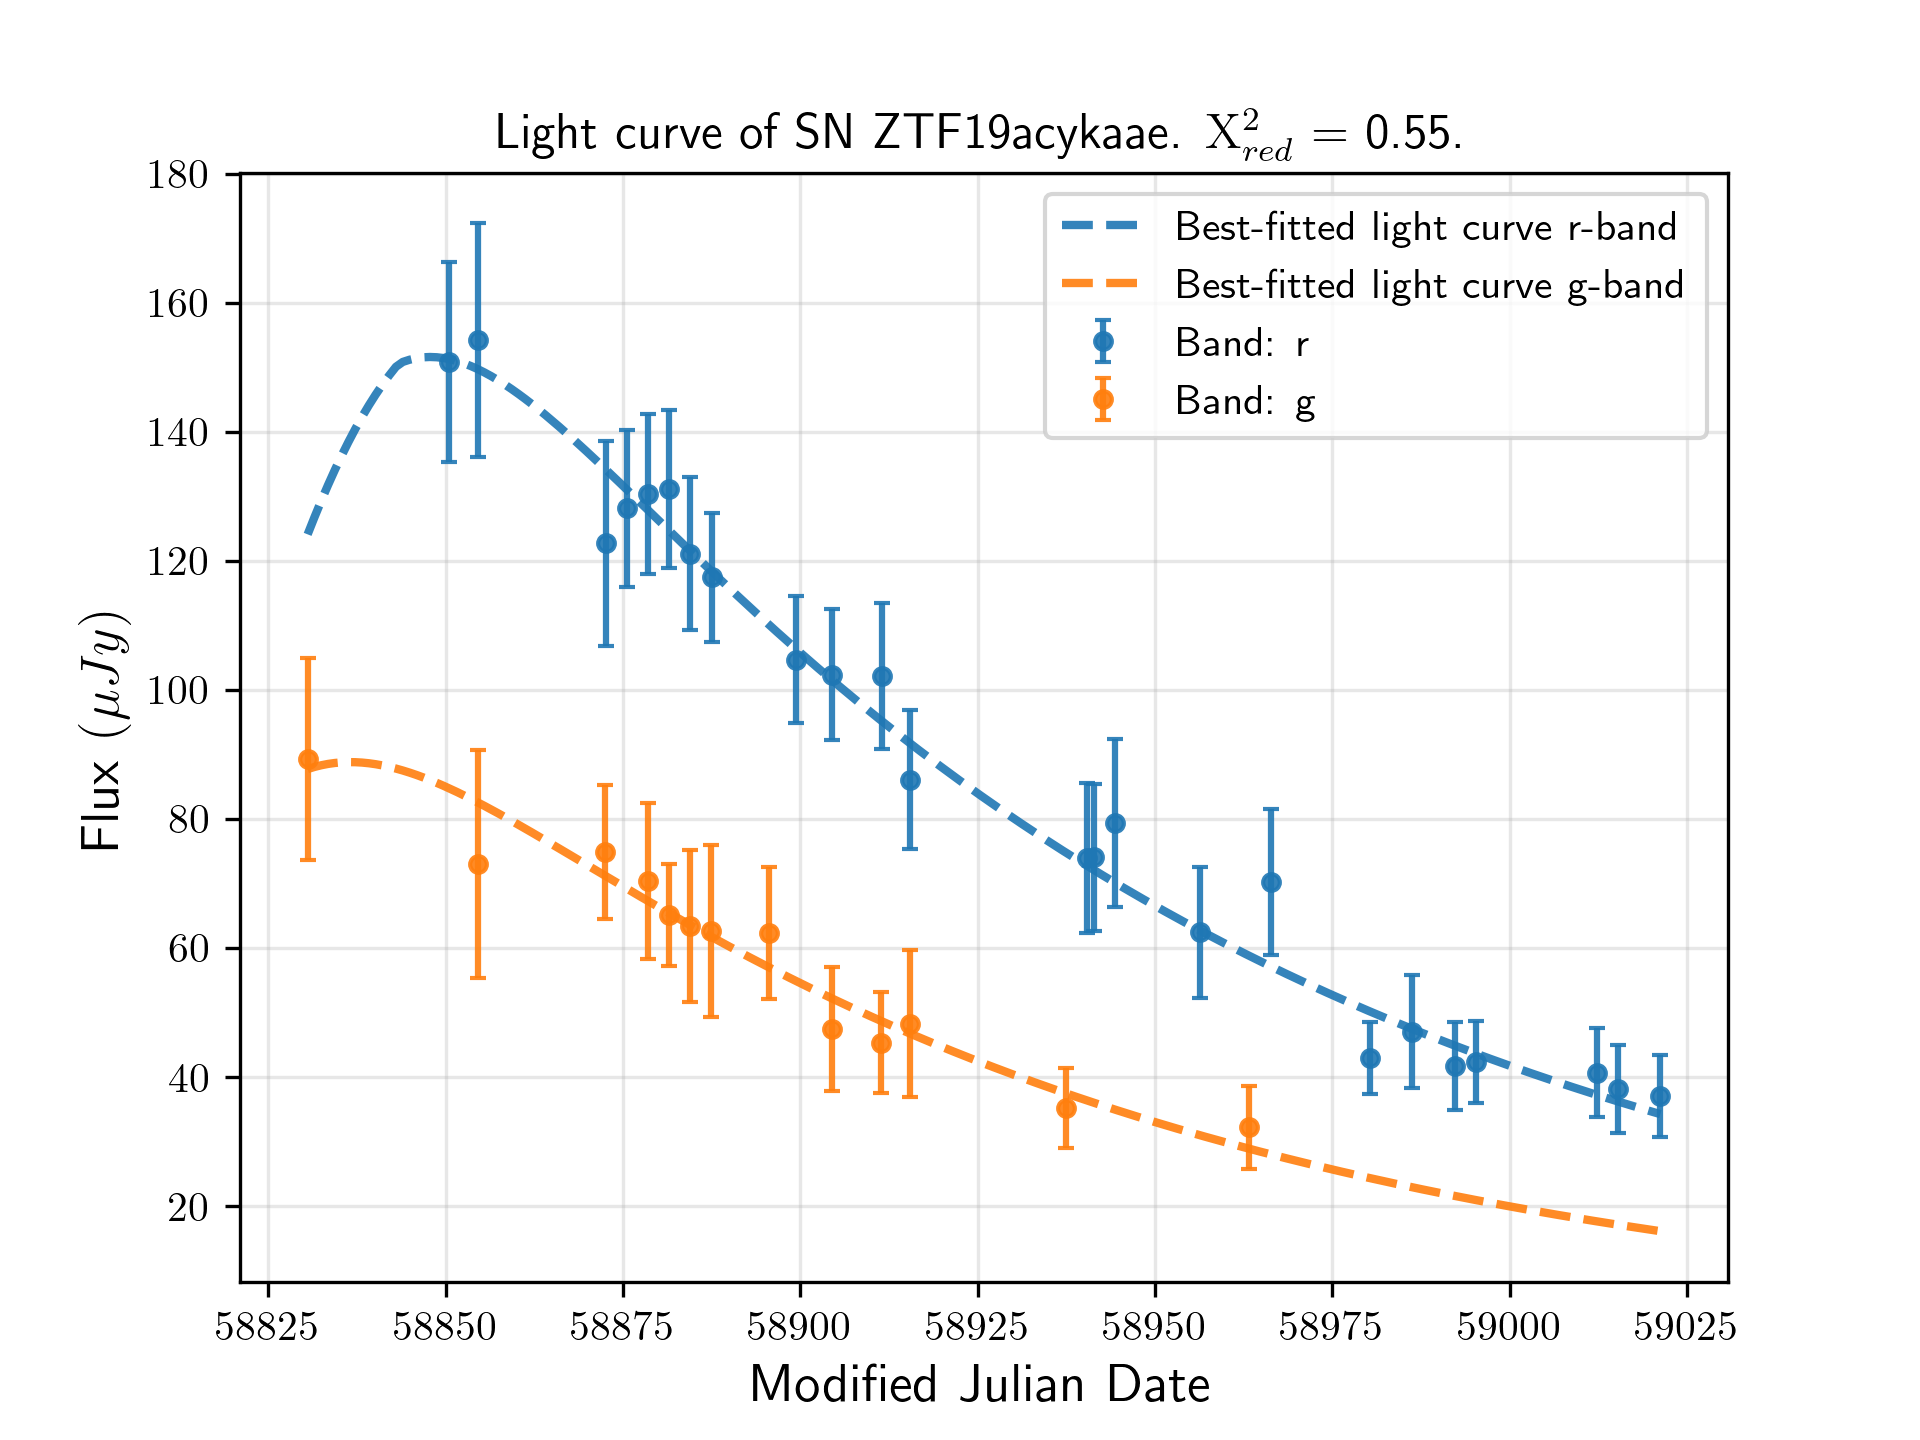 Light curve of SN ZTF19acykaae. X²_red = 0.55.
Best-fitted light curve r-band
Best-fitted light curve g-band
Band: r
Band: g
Flux (μJy)
180
160
140
120
100
80
60
40
20
58825 58850 58875 58900 58925 58950 58975 59000 59025
Modified Julian Date